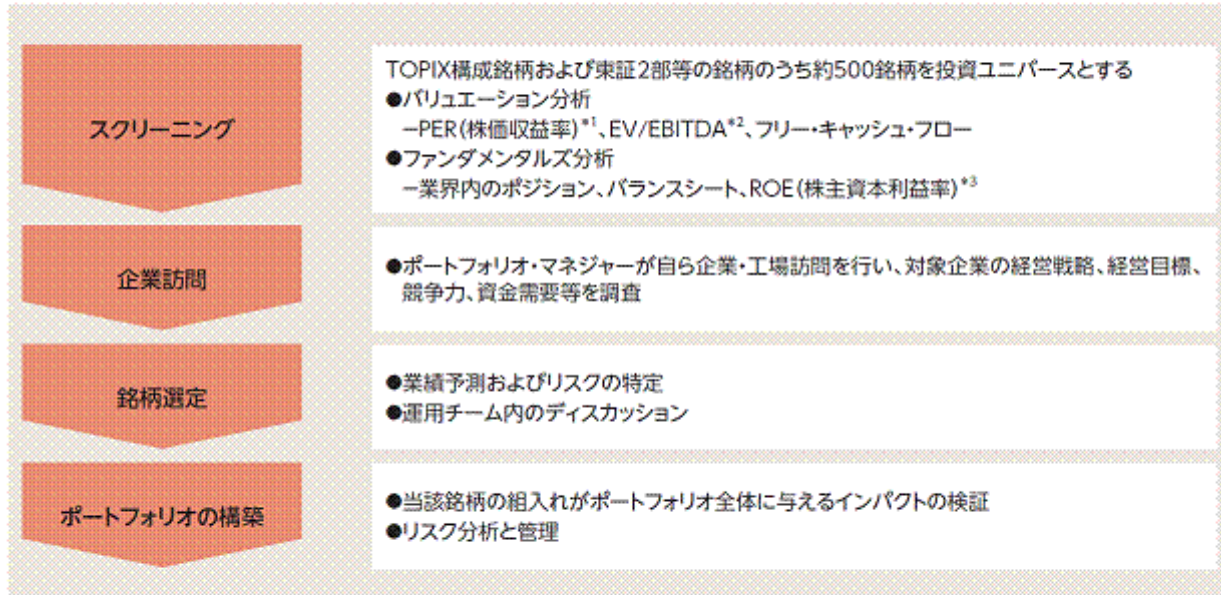 スクリーニング
TOPIX構成銘柄および東証2部等の銘柄のうち約500銘柄を投資ユニバースとする
●バリュエーション分析
－PER(株価収益率)*1、EV/EBITDA*2、フリー・キャッシュ・フロー
●ファンダメンタルズ分析
－業界内のポジション、バランスシート、ROE(株主資本利益率)*3
企業訪問
●ポートフォリオ・マネジャーが自ら企業・工場訪問を行い、対象企業の経営戦略、経営目標、
競争力、資金需要等を調査
銘柄選定
●業績予測およびリスクの特定
●運用チーム内のディスカッション
ポートフォリオの構築
●当該銘柄の組入れがポートフォリオ全体に与えるインパクトの検証
●リスク分析と管理